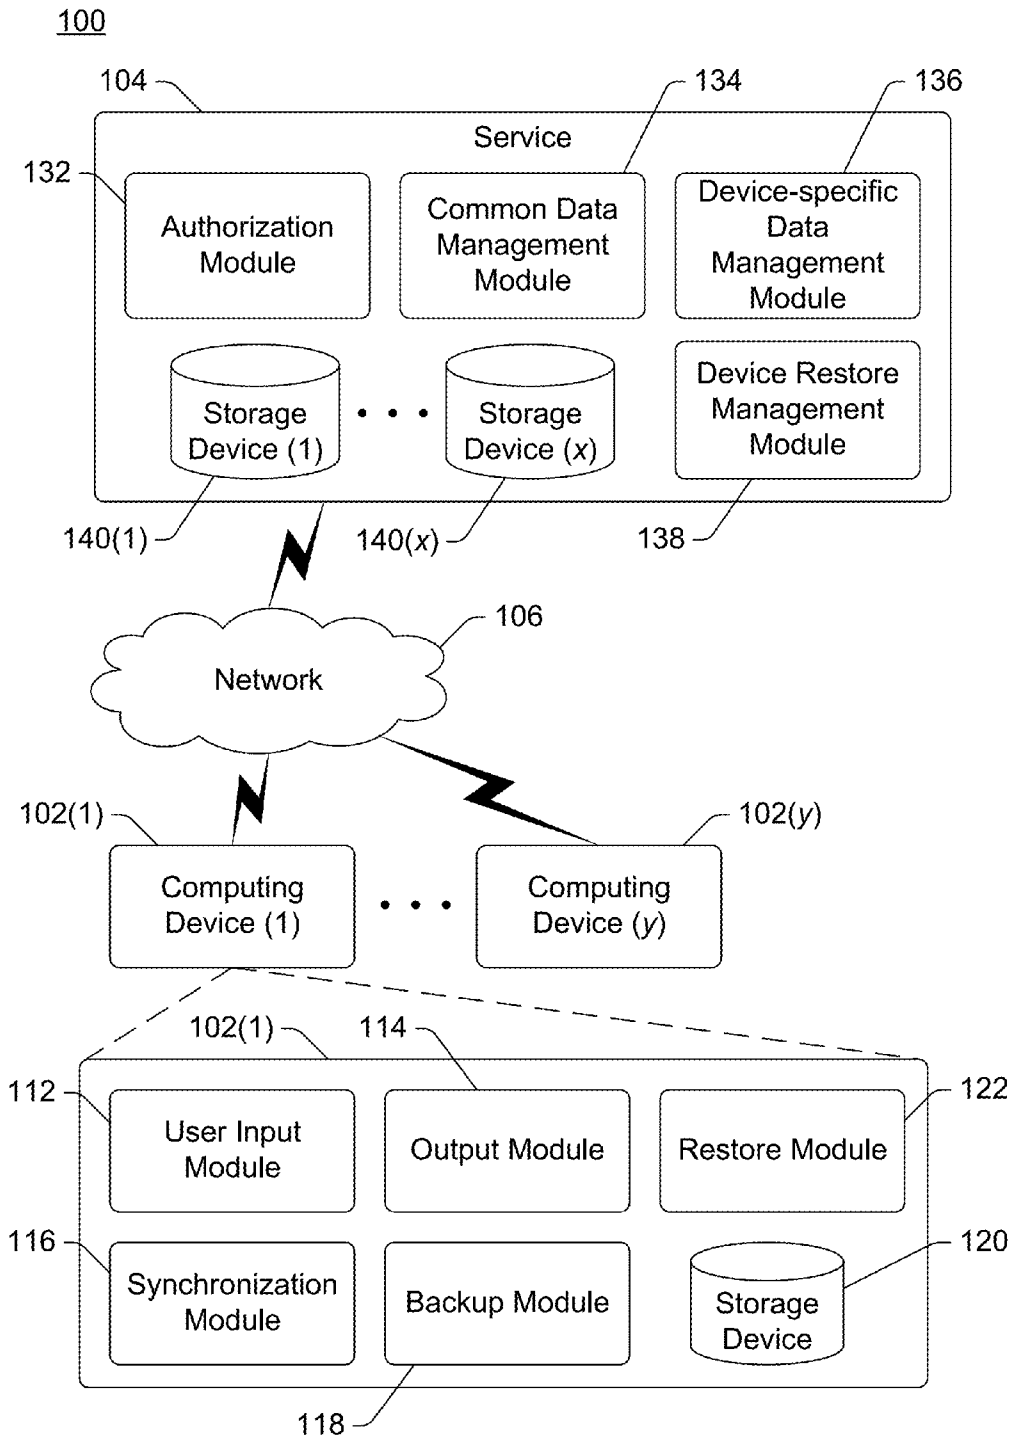 100
104
134
136
Service
132
Authorization
Module
Common Data
Management
Module
Device-specific
Data
Management
Module
Storage
Device (1)
Storage
Device (x)
Device Restore
Management
Module
140(1)
140(x)
138
106
Network
102(1)
102(y)
Computing
Device (1)
Computing
Device (y)
102(1)
114
112
122
User Input
Module
Output Module
Restore Module
116
120
Synchronization
Module
Backup Module
Storage
Device
118